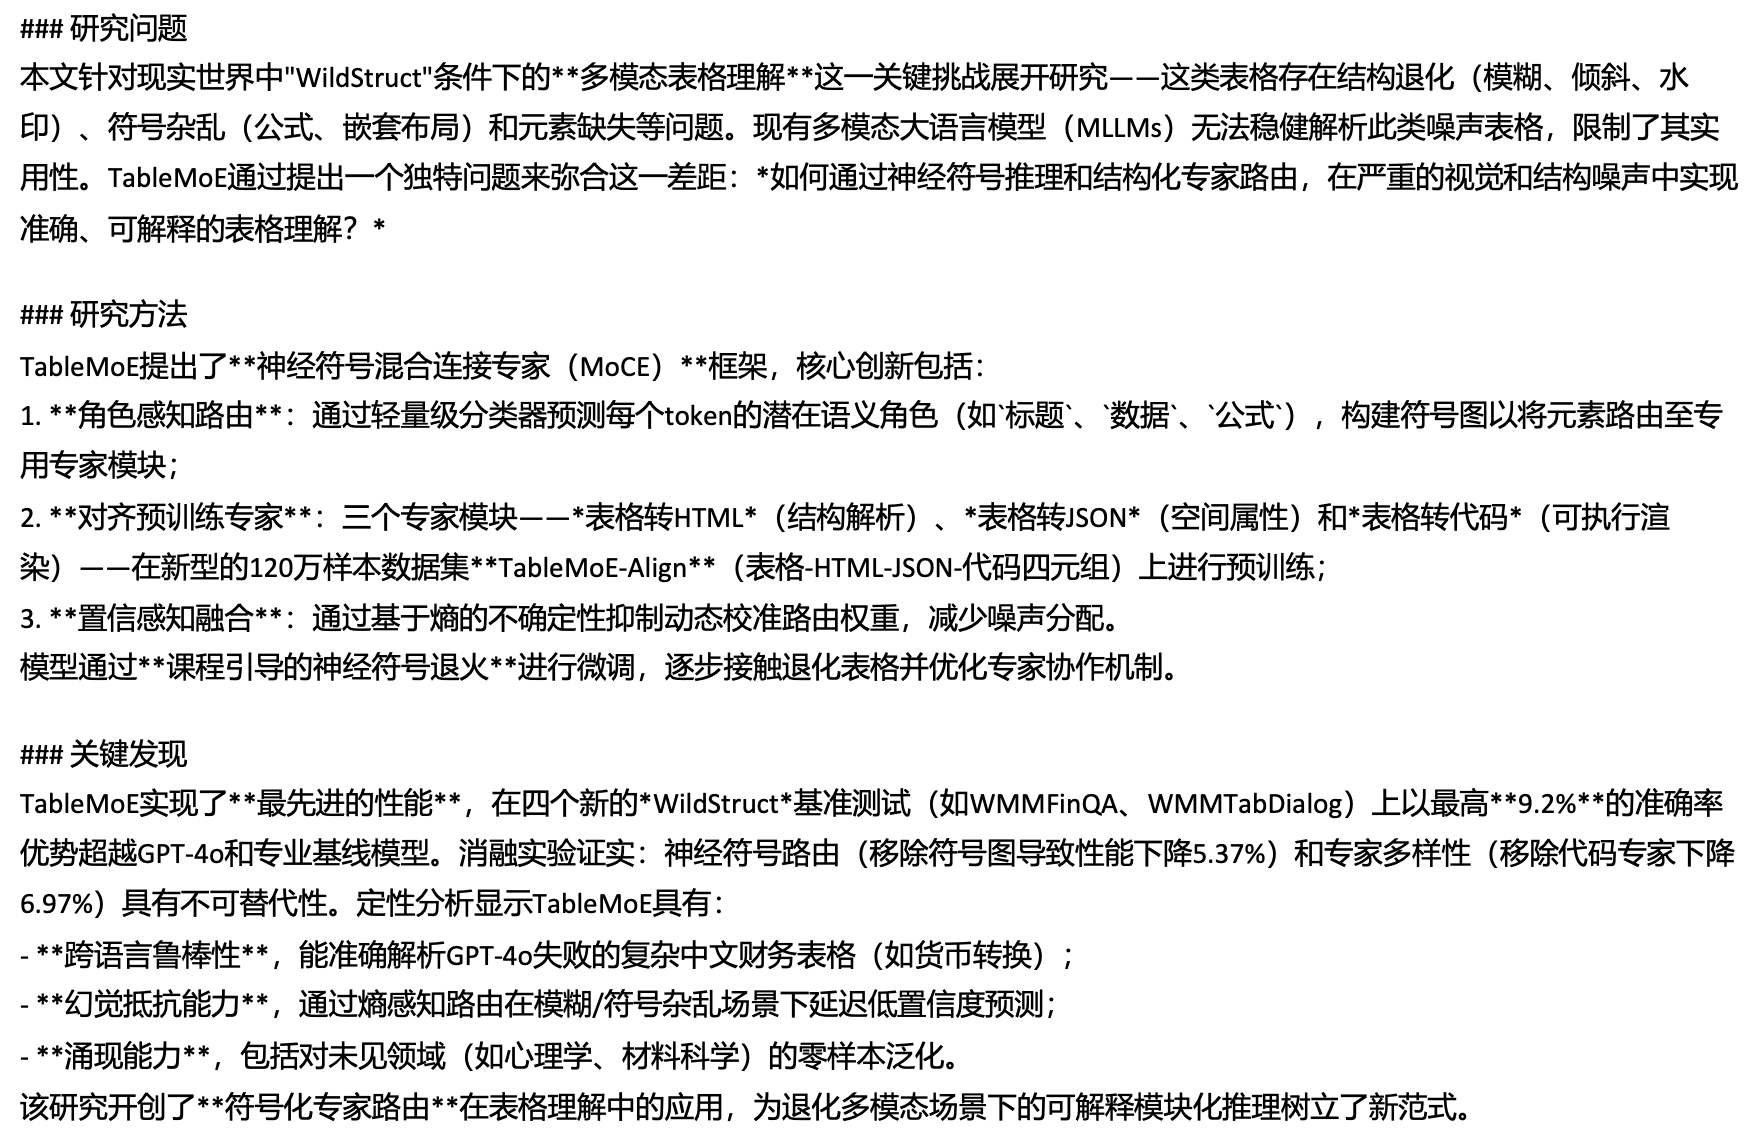 ### 研究问题
本文针对现实世界中"WildStruct"条件下的**多模态表格理解**这一关键挑战展开研究——这类表格存在结构退化（模糊、倾斜、水
印）、符号杂乱（公式、嵌套布局）和元素缺失等问题。现有多模态大语言模型（MLLMs）无法稳健解析此类噪声表格，限制了其实
用性。TableMoE通过提出一个独特问题来弥合这一差距：*如何通过神经符号推理和结构化专家路由，在严重的视觉和结构噪声中实现
准确、可解释的表格理解？*
### 研究方法
TableMoE提出了**神经符号混合连接专家（MoCE）**框架，核心创新包括：
1. **角色感知路由**：通过轻量级分类器预测每个token的潜在语义角色（如`标题`、`数据`、`公式`），构建符号图以将元素路由至专
用专家模块；
2. **对齐预训练专家**：三个专家模块——*表格转HTML*（结构解析）、*表格转JSON*（空间属性）和*表格转代码*（可执行渲
染）——在新型的120万样本数据集**TableMoE-Align**（表格-HTML-JSON-代码四元组）上进行预训练；
3. **置信感知融合**：通过基于熵的不确定性抑制动态校准路由权重，减少噪声分配。
模型通过**课程引导的神经符号退火**进行微调，逐步接触退化表格并优化专家协作机制。
### 关键发现
TableMoE实现了**最先进的性能**，在四个新的*WildStruct*基准测试（如WMMFinQA、WMMTabDialog）上以最高**9.2%**的准确率
优势超越GPT-4o和专业基线模型。消融实验证实：神经符号路由（移除符号图导致性能下降5.37%）和专家多样性（移除代码专家下降
6.97%）具有不可替代性。定性分析显示TableMoE具有：
- **跨语言鲁棒性**，能准确解析GPT-4o失败的复杂中文财务表格（如货币转换）；
- **幻觉抵抗能力**，通过熵感知路由在模糊/符号杂乱场景下延迟低置信度预测；
- **涌现能力**，包括对未见领域（如心理学、材料科学）的零样本泛化。
该研究开创了**符号化专家路由**在表格理解中的应用，为退化多模态场景下的可解释模块化推理树立了新范式。